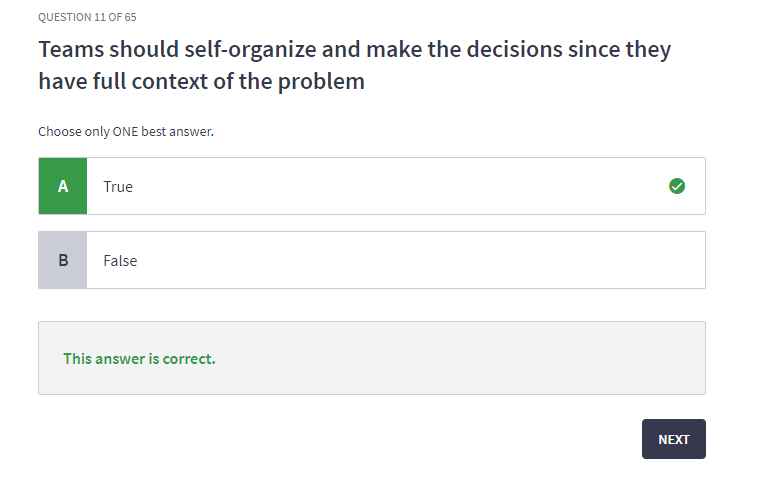 QUESTION 11 OF 65
Teams should self-organize and make the decisions since they
have full context of the problem
Choose only ONE best answer.
A
True
B
False
This answer is correct.
NEXT